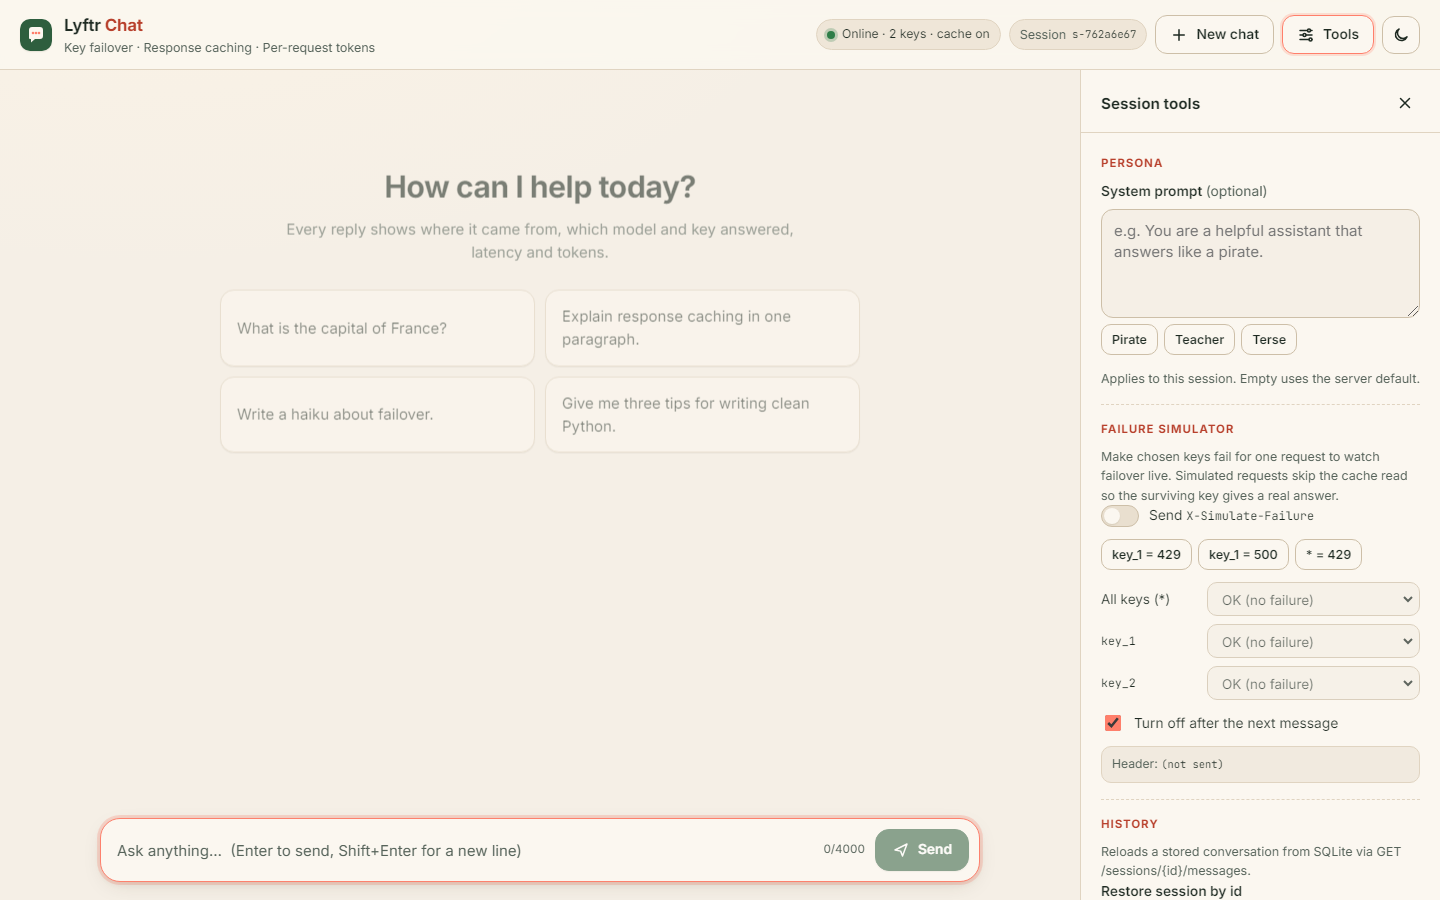 Lyftr Chat
Key failover · Response caching · Per-request tokens
Online · 2 keys · cache on
Session s-762a6e67
New chat
Tools
How can I help today?
Every reply shows where it came from, which model and key answered,
latency and tokens.
What is the capital of France?
Explain response caching in one
paragraph.
Write a haiku about failover.
Give me three tips for writing clean
Python.
Ask anything... (Enter to send, Shift+Enter for a new line)
0/4000
Send
Session tools
PERSONA
System prompt (optional)
e.g. You are a helpful assistant that
answers like a pirate.
Pirate
Teacher
Terse
Applies to this session. Empty uses the server default.
FAILURE SIMULATOR
Make chosen keys fail for one request to watch
failover live. Simulated requests skip the cache read
so the surviving key gives a real answer.
Send X-Simulate-Failure
key_1 = 429
key_1 = 500
* = 429
All keys (*)
OK (no failure)
key_1
OK (no failure)
key_2
OK (no failure)
Turn off after the next message
Header: (not sent)
HISTORY
Reloads a stored conversation from SQLite via GET
/sessions/{id}/messages.
Restore session by id